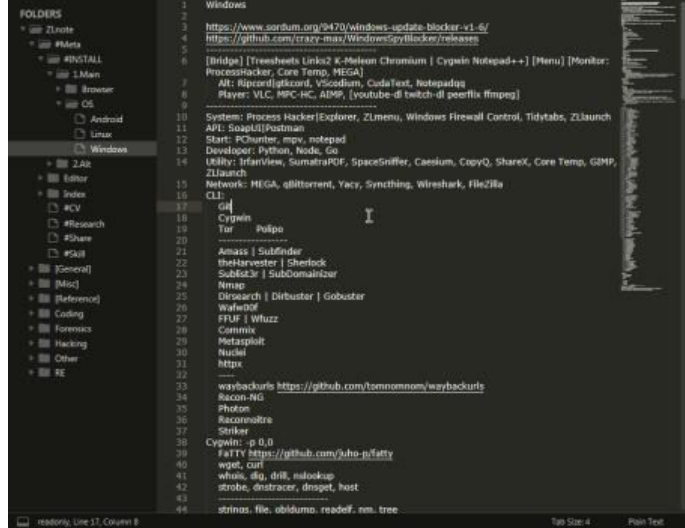 FOLDERS
ZLnote
#Meta
#INSTALL
1.Main
Browser
OS
Android
Linux
Windows
2.Alt
Editor
Index
#CV
#Research
#Share
#Skill
[General]
[Misc]
[Reference]
Coding
Forensics
Hacking
Other
RE
1 Windows
2
3 https://www.sordum.org/9470/windows-update-blocker-v1-6/
4 https://github.com/crazy-max/WindowsSpyBlocker/releases
5 ----------------------------------------
6 [Bridge] [Treesheets Links2 K-Meleon Chromium | Cygwin Notepad++] [Menu] [Monitor:
ProcessHacker, Core Temp, MEGA]
7 Alt: Ripcord|gtkcord, VScodium, CudaText, Notepadqq
8 Player: VLC, MPC-HC, AIMP, [youtube-dl twitch-dl peerflix ffmpeg]
9 ----------------------------------------
10 System: Process Hacker|Explorer, ZLmenu, Windows Firewall Control, Tidytabs, ZLlaunch
11 API: SoapUI|Postman
12 Start: PChunter, mpv, notepad
13 Developer: Python, Node, Go
14 Utility: IrfanView, SumatraPDF, SpaceSniffer, Caesium, CopyQ, ShareX, Core Temp, GIMP,
ZLlaunch
15 Network: MEGA, qBittorrent, Yacy, Syncthing, Wireshark, FileZilla
16 CLI:
17 Git
18 Cygwin
19 Tor Polipo
20 ----------------
21 Amass | Subfinder
22 theHarvester | Sherlock
23 Sublist3r | SubDomainizer
24 Nmap
25 Dirsearch | Dirbuster | Gobuster
26 Wafw00f
27 FFUF | Wfuzz
28 Commix
29 Metasploit
30 Nuclei
31 httpx
32 ----
33 waybackurls https://github.com/tomnomnom/waybackurls
34 Recon-NG
35 Photon
36 Reconnoitre
37 Striker
38 Cygwin: -p 0,0
39 FaTTY https://github.com/juho-p/fatty
40 wget, curl
41 whois, dig, drill, nslookup
42 strobe, dnstracer, dnsget, host
43 --------------------------
44 strings, file, objdump, readelf, nm, tree
readonly, Line 17, Column 8
Tab Size: 4
Plain Text